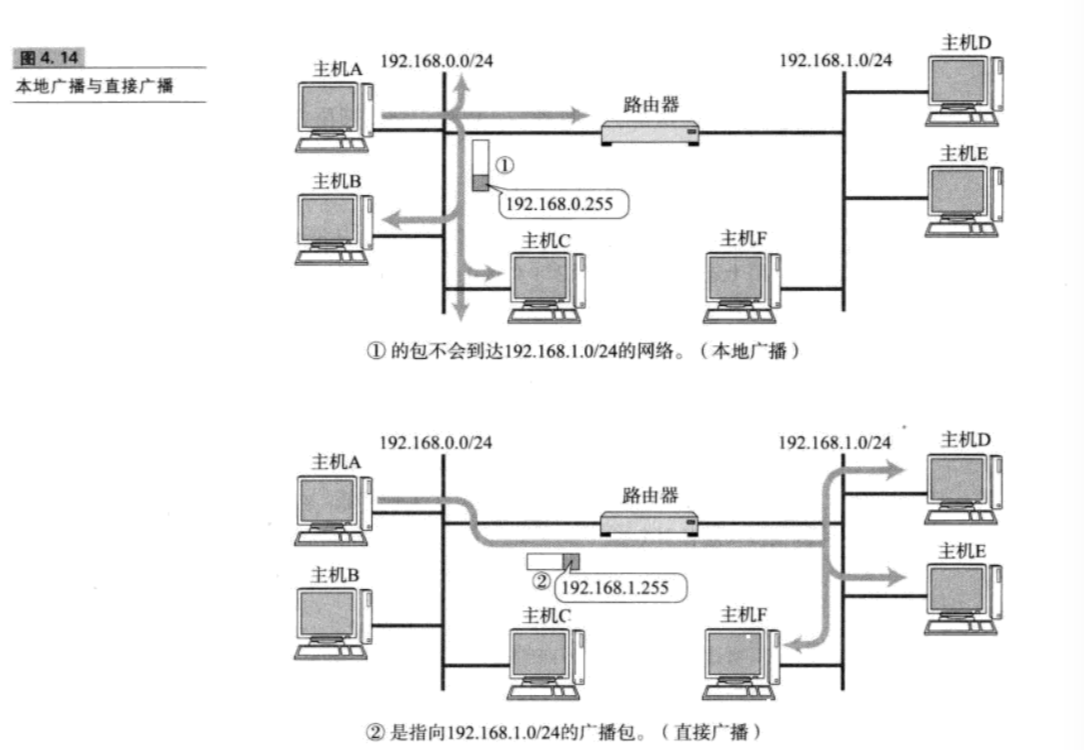 图 4. 14
本地广播与直接广播
主机A
192.168.0.0/24
192.168.1.0/24
主机D
路由器
①
主机B
192.168.0.255
主机E
主机C
主机F
① 的包不会到达192.168.1.0/24的网络。（本地广播）
192.168.0.0/24
192.168.1.0/24
主机D
主机A
路由器
主机B
②
192.168.1.255
主机E
主机C
主机F
② 是指向192.168.1.0/24的广播包。（直接广播）